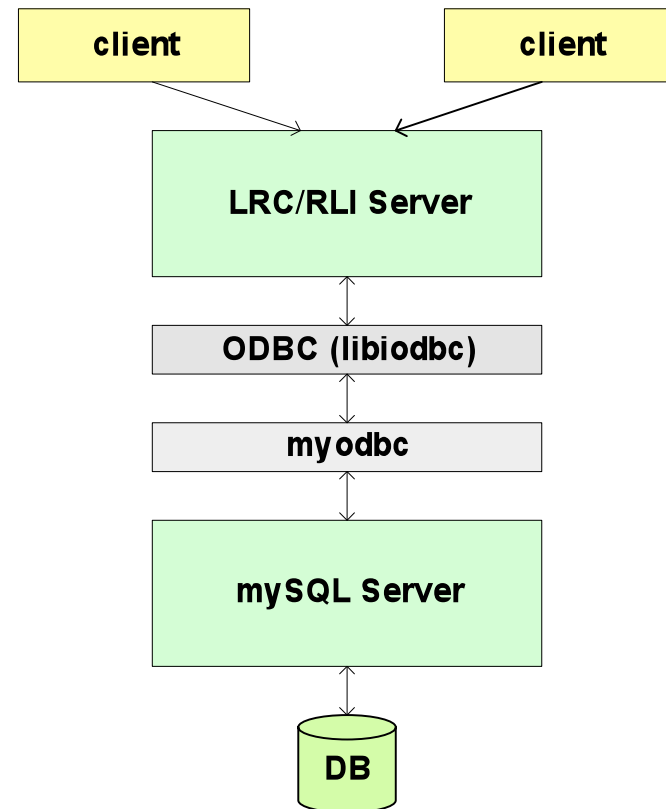 client
client
LRC/RLI Server
ODBC (libiodbc)
myodbc
mySQL Server
DB